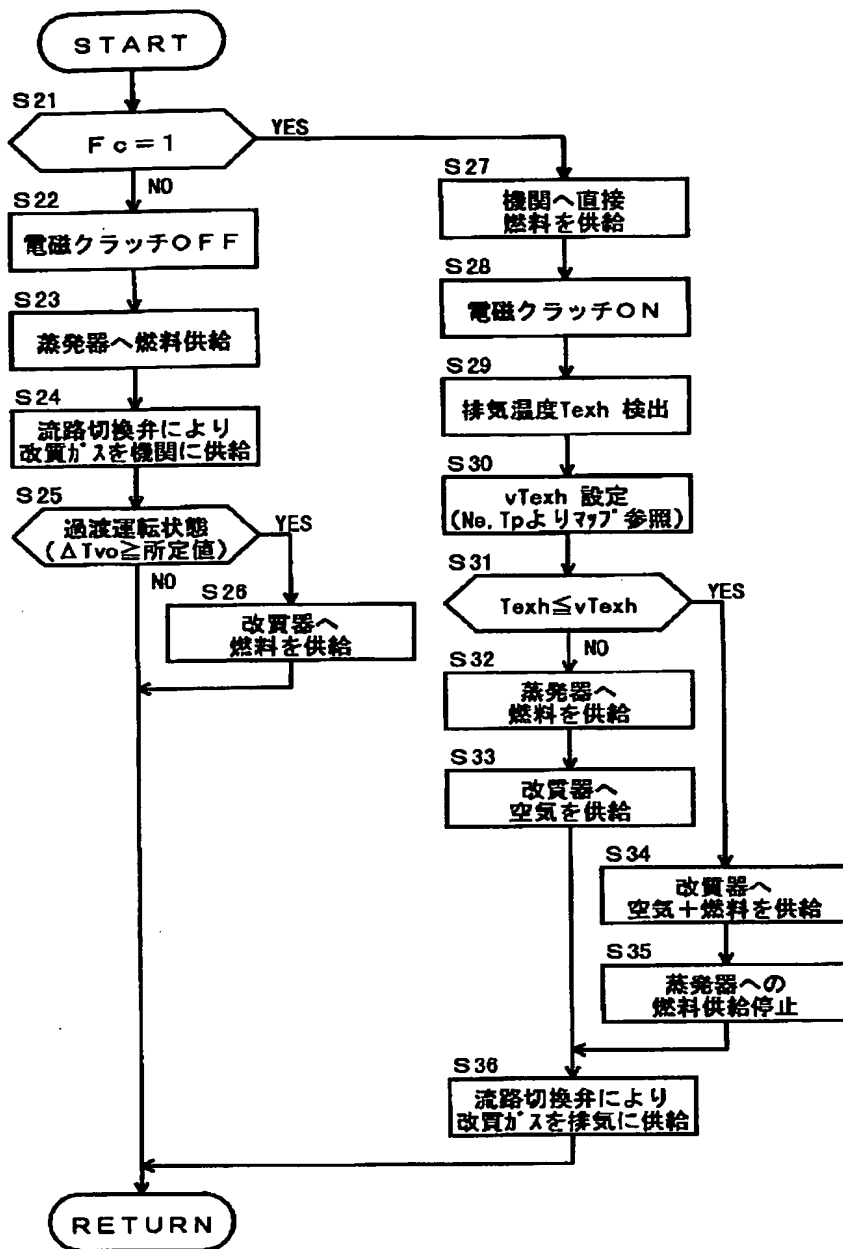 START
S21
Fc=1
YES
NO
S22
電磁クラッチOFF
S23
蒸発器へ燃料供給
S24
流路切換弁により
改質ガスを機関に供給
S25
過渡運転状態
(ΔTvo≧所定値)
YES
NO
S26
改質器へ
燃料を供給
S27
機関へ直接
燃料を供給
S28
電磁クラッチON
S29
排気温度Texh 検出
S30
vTexh 設定
(Ne,Tpよりマップ参照)
S31
Texh≦vTexh
YES
NO
S32
蒸発器へ
燃料を供給
S33
改質器へ
空気を供給
S34
改質器へ
空気+燃料を供給
S35
蒸発器への
燃料供給停止
S36
流路切換弁により
改質ガスを排気に供給
RETURN